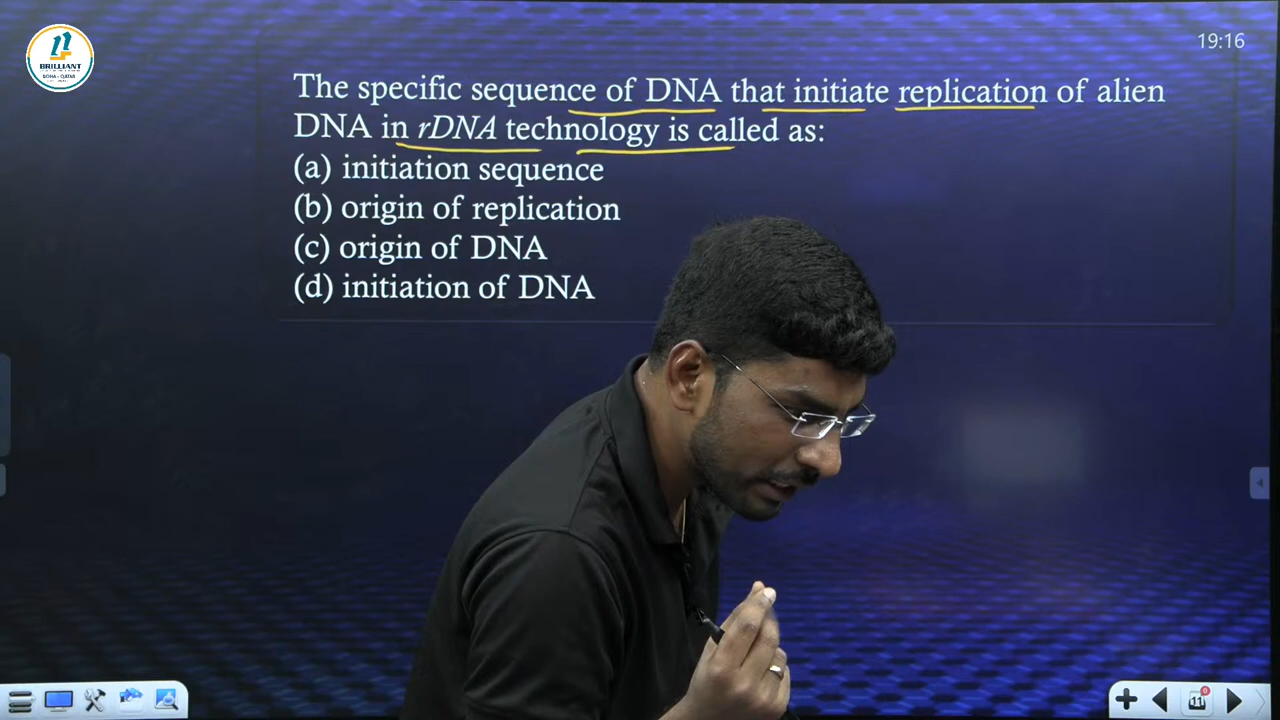 BRILLIANT
DOHA - QATAR
19:16
The specific sequence of DNA that initiate replication of alien
DNA in rDNA technology is called as:
(a) initiation sequence
(b) origin of replication
(c) origin of DNA
(d) initiation of DNA
11